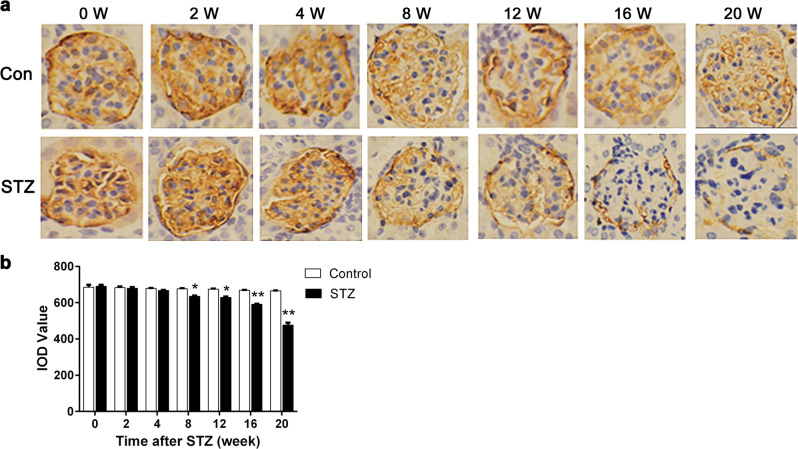 a
0 W 2 W 4 W 8 W 12 W 16 W 20 W
Con
STZ
b
800
600
400
200
0
IOD Value
* * ** **
Control
STZ
0 2 4 8 12 16 20
Time after STZ (week)